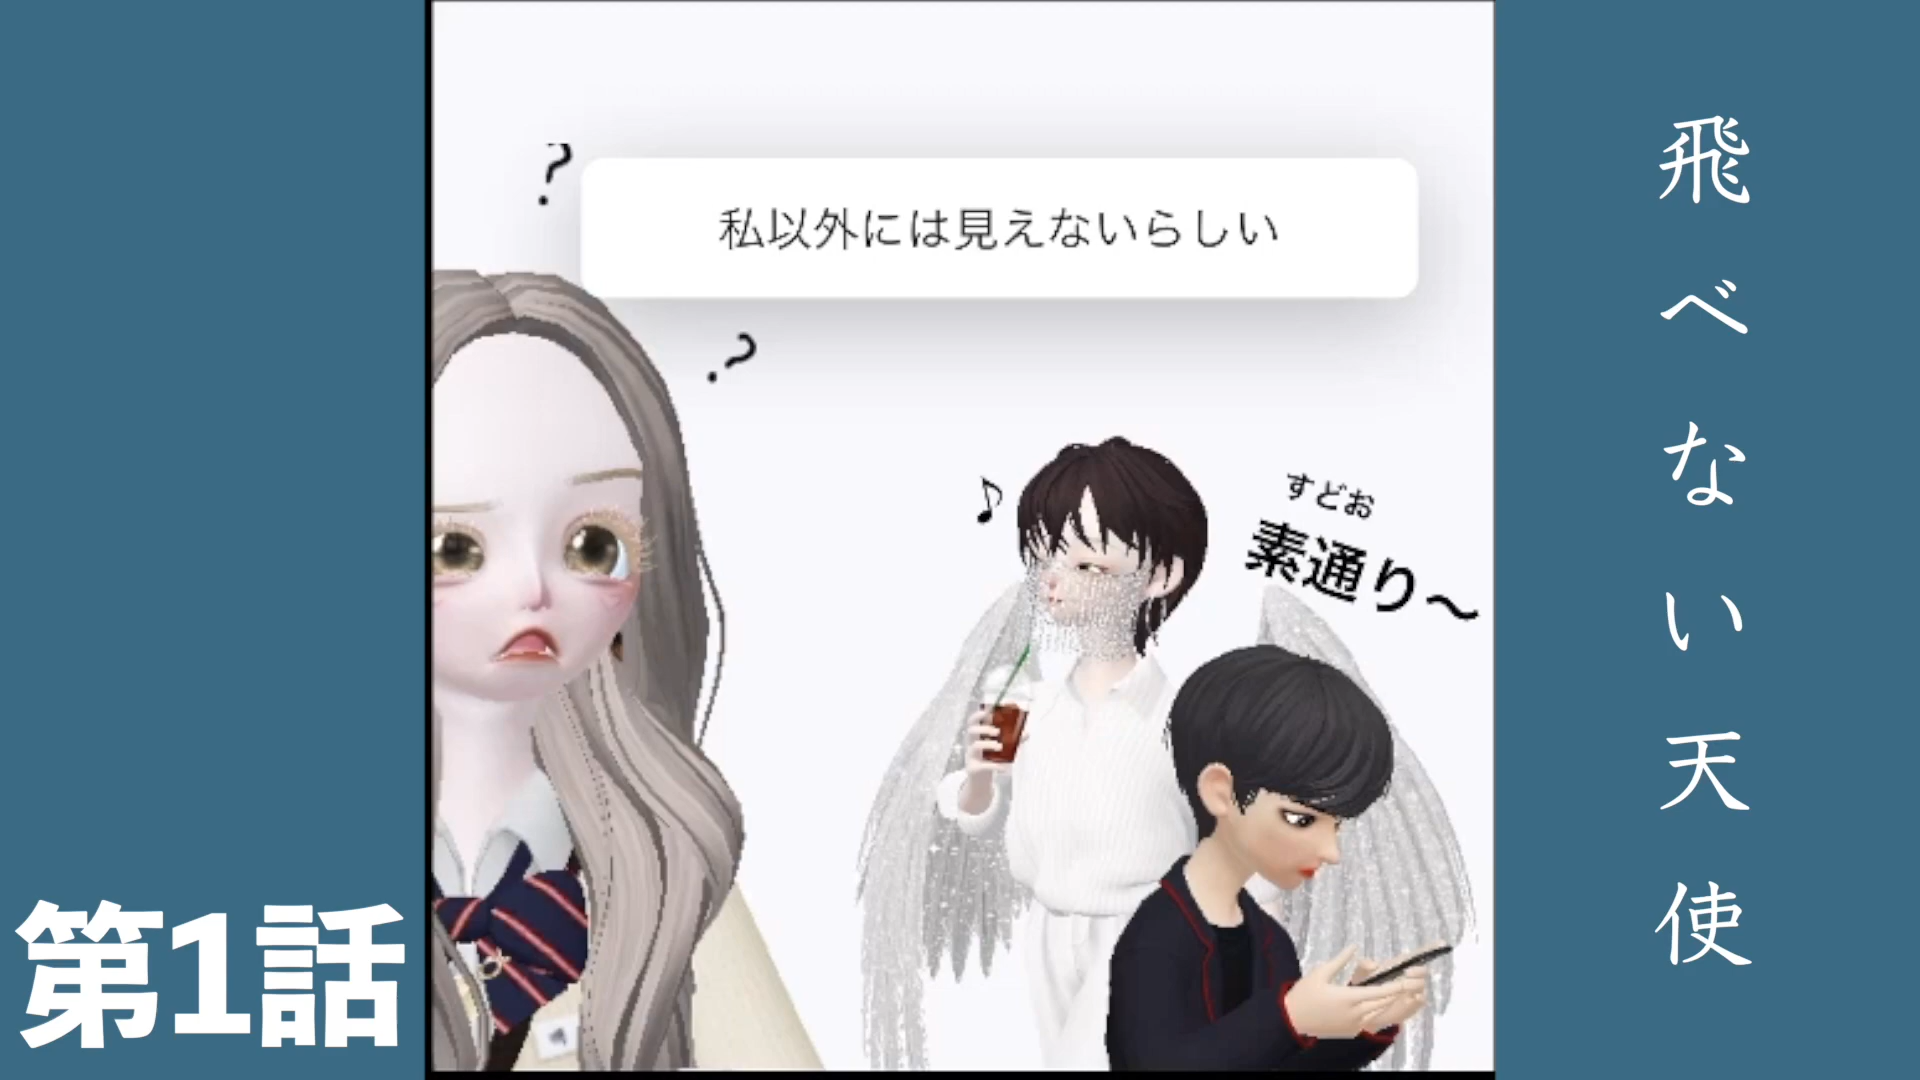 飛べない天使
?
私以外には見えないらしい
?
♪
すどお
素通り～
第1話